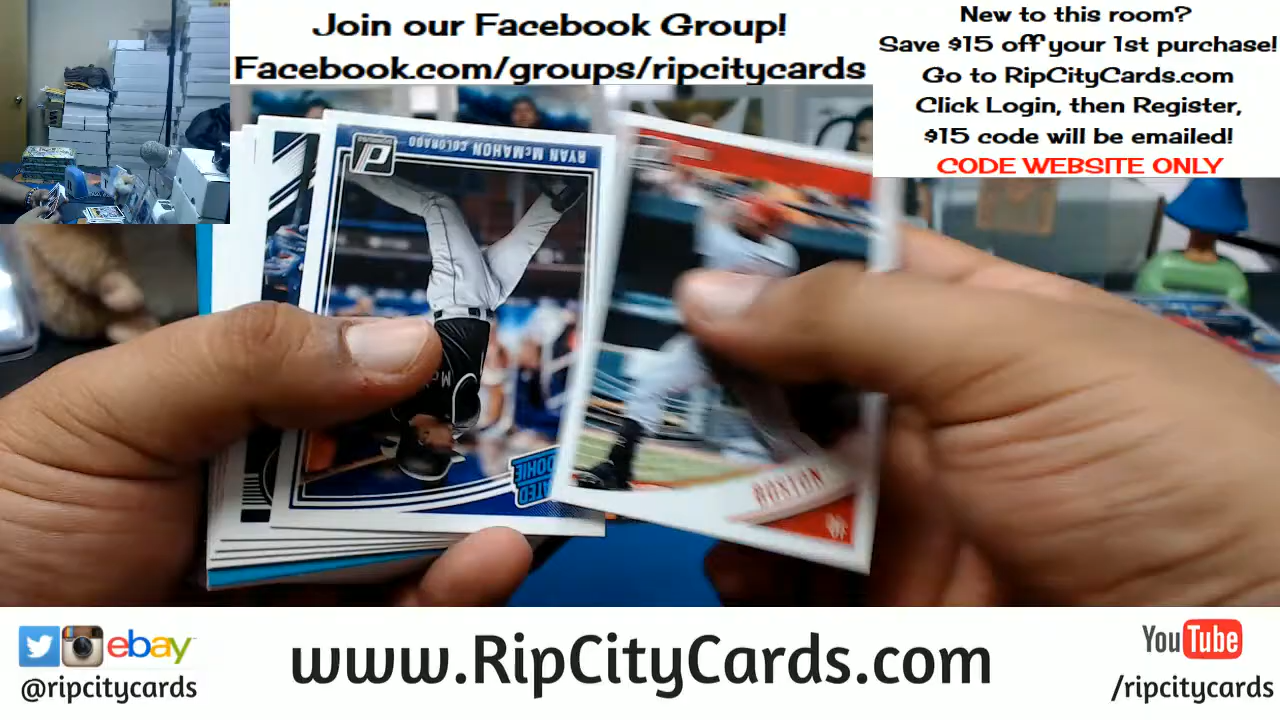 Join our Facebook Group!
Facebook.com/groups/ripcitycards
New to this room?
Save $15 off your 1st purchase!
Go to RipCityCards.com
Click Login, then Register,
$15 code will be emailed!
CODE WEBSITE ONLY
RYAN McMAHON COLORADO
ROOKIE
BOSTON
ebay
@ripcitycards
www.RipCityCards.com
YouTube
/ripcitycards